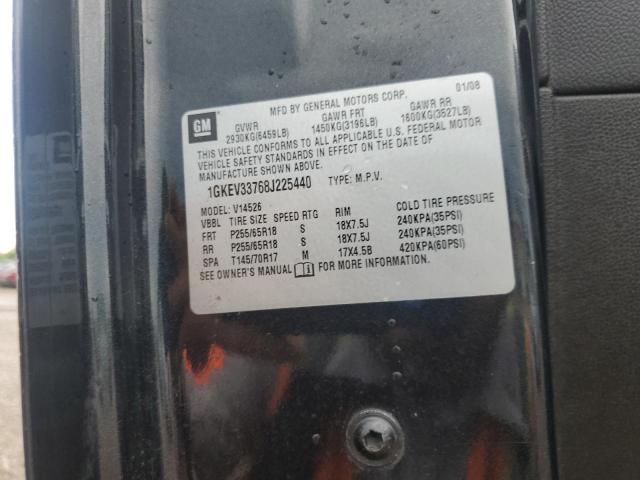 MFD BY GENERAL MOTORS CORP. 01/08
GM
GVWR GAWR FRT GAWR RR
2930KG(6459LB) 1450KG(3196LB) 1600KG(3527LB)
THIS VEHICLE CONFORMS TO ALL APPLICABLE U.S. FEDERAL MOTOR
VEHICLE SAFETY STANDARDS IN EFFECT ON THE DATE OF
MANUFACTURE SHOWN ABOVE.
1GKEV33768J225440 TYPE: M.P.V.
MODEL: V14526
VBBL TIRE SIZE SPEED RTG RIM COLD TIRE PRESSURE
FRT P255/65R18 S 18X7.5J 240KPA(35PSI)
RR P255/65R18 S 18X7.5J 240KPA(35PSI)
SPA T145/70R17 M 17X4.5B 420KPA(60PSI)
SEE OWNER'S MANUAL FOR MORE INFORMATION.